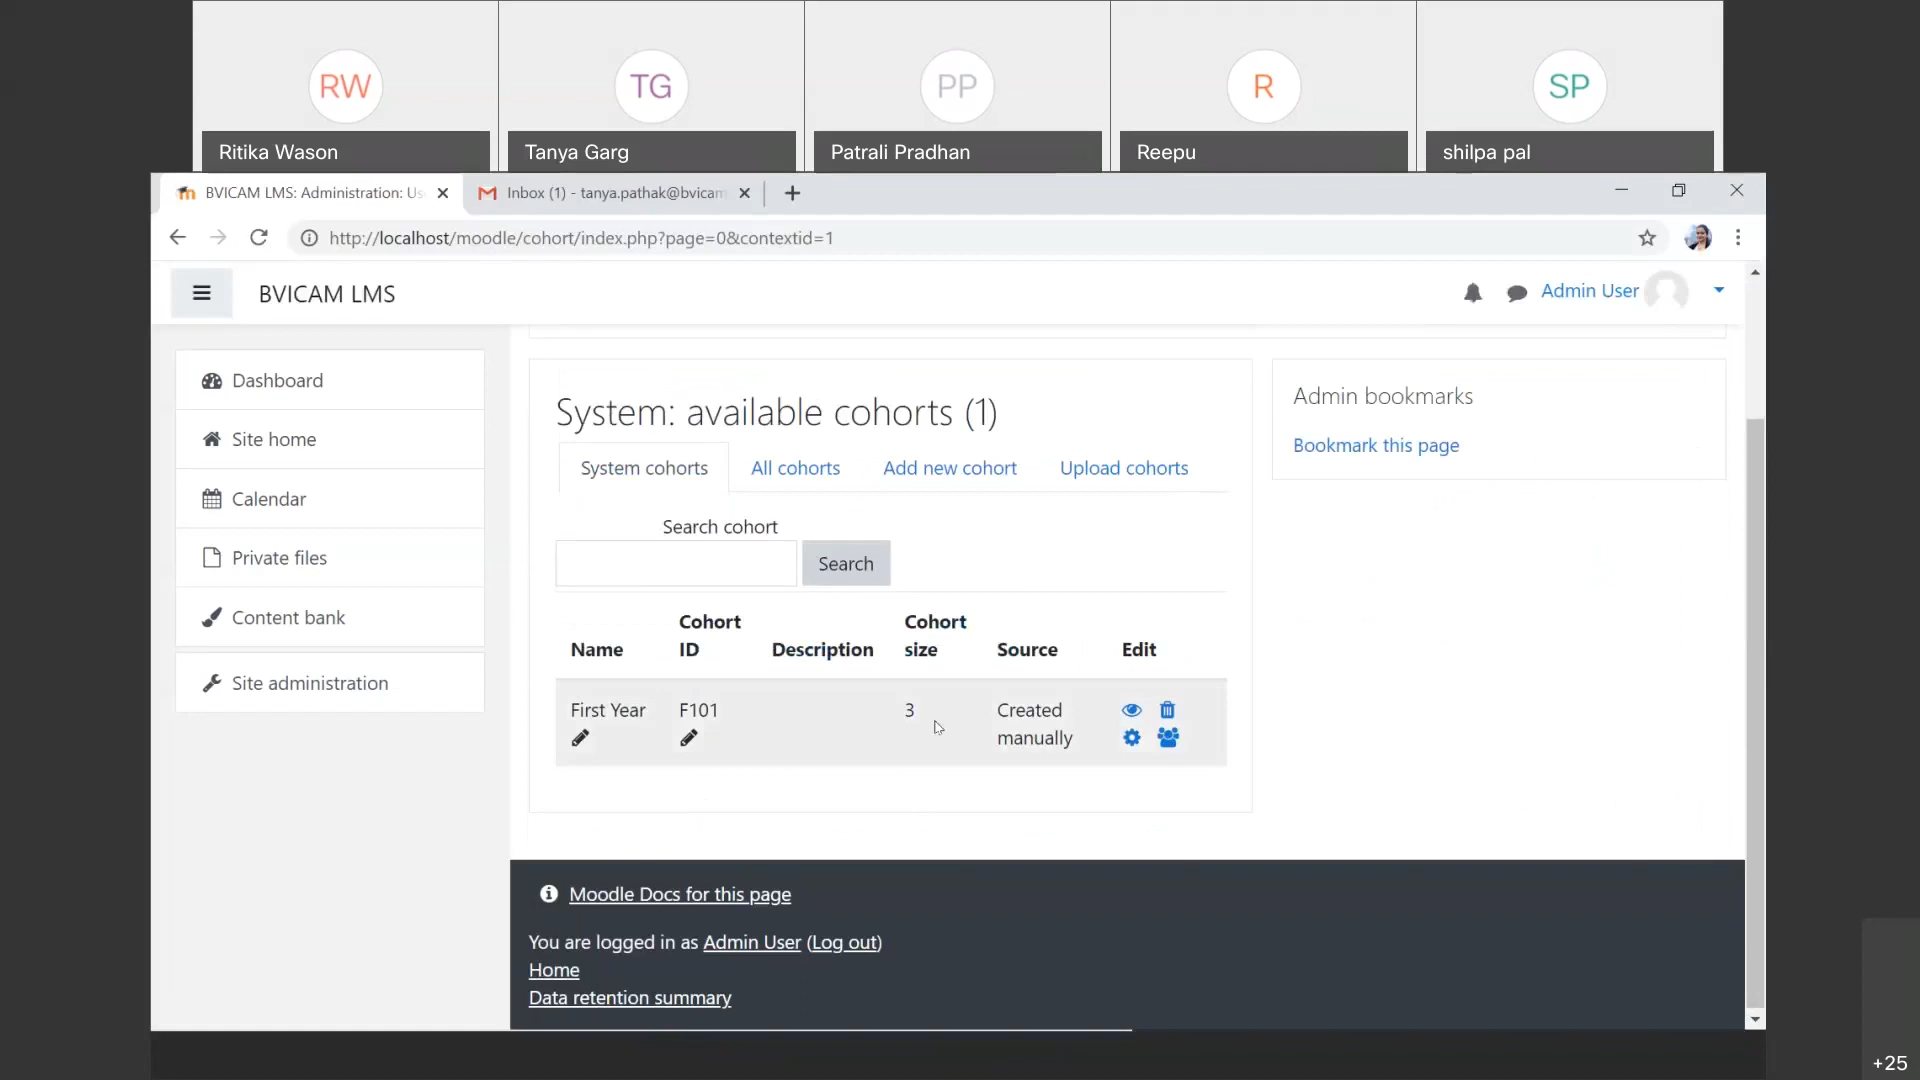 RW
TG
PP
R
SP
Ritika Wason
Tanya Garg
Patrali Pradhan
Reepu
shilpa pal
BVICAM LMS: Administration: Us
Inbox (1) - tanya.pathak@bvicam
http://localhost/moodle/cohort/index.php?page=0&contextid=1
BVICAM LMS
Admin User
Dashboard
Site home
Calendar
Private files
Content bank
Site administration
System: available cohorts (1)
System cohorts
All cohorts
Add new cohort
Upload cohorts
Search cohort
Search
Name
Cohort ID
Description
Cohort size
Source
Edit
First Year
F101
3
Created manually
Admin bookmarks
Bookmark this page
Moodle Docs for this page
You are logged in as Admin User (Log out)
Home
Data retention summary
+25